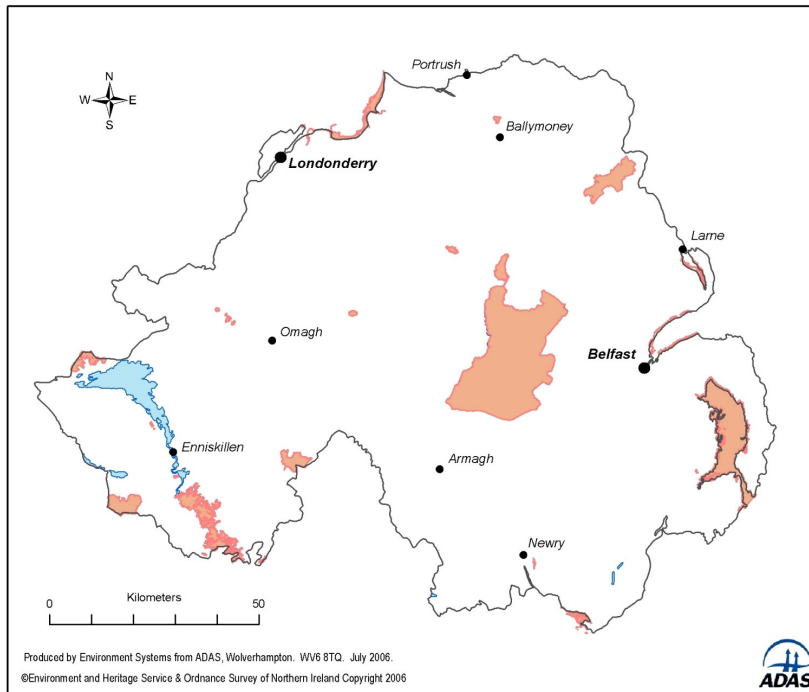 Portrush
N
W E
S
Ballymoney
Londonderry
Larne
Omagh
Belfast
Enniskillen
Armagh
Newry
Kilometers
0 50
Produced by Environment Systems from ADAS, Wolverhampton. WV6 8TQ. July 2006.
©Environment and Heritage Service & Ordnance Survey of Northern Ireland Copyright 2006
ADAS